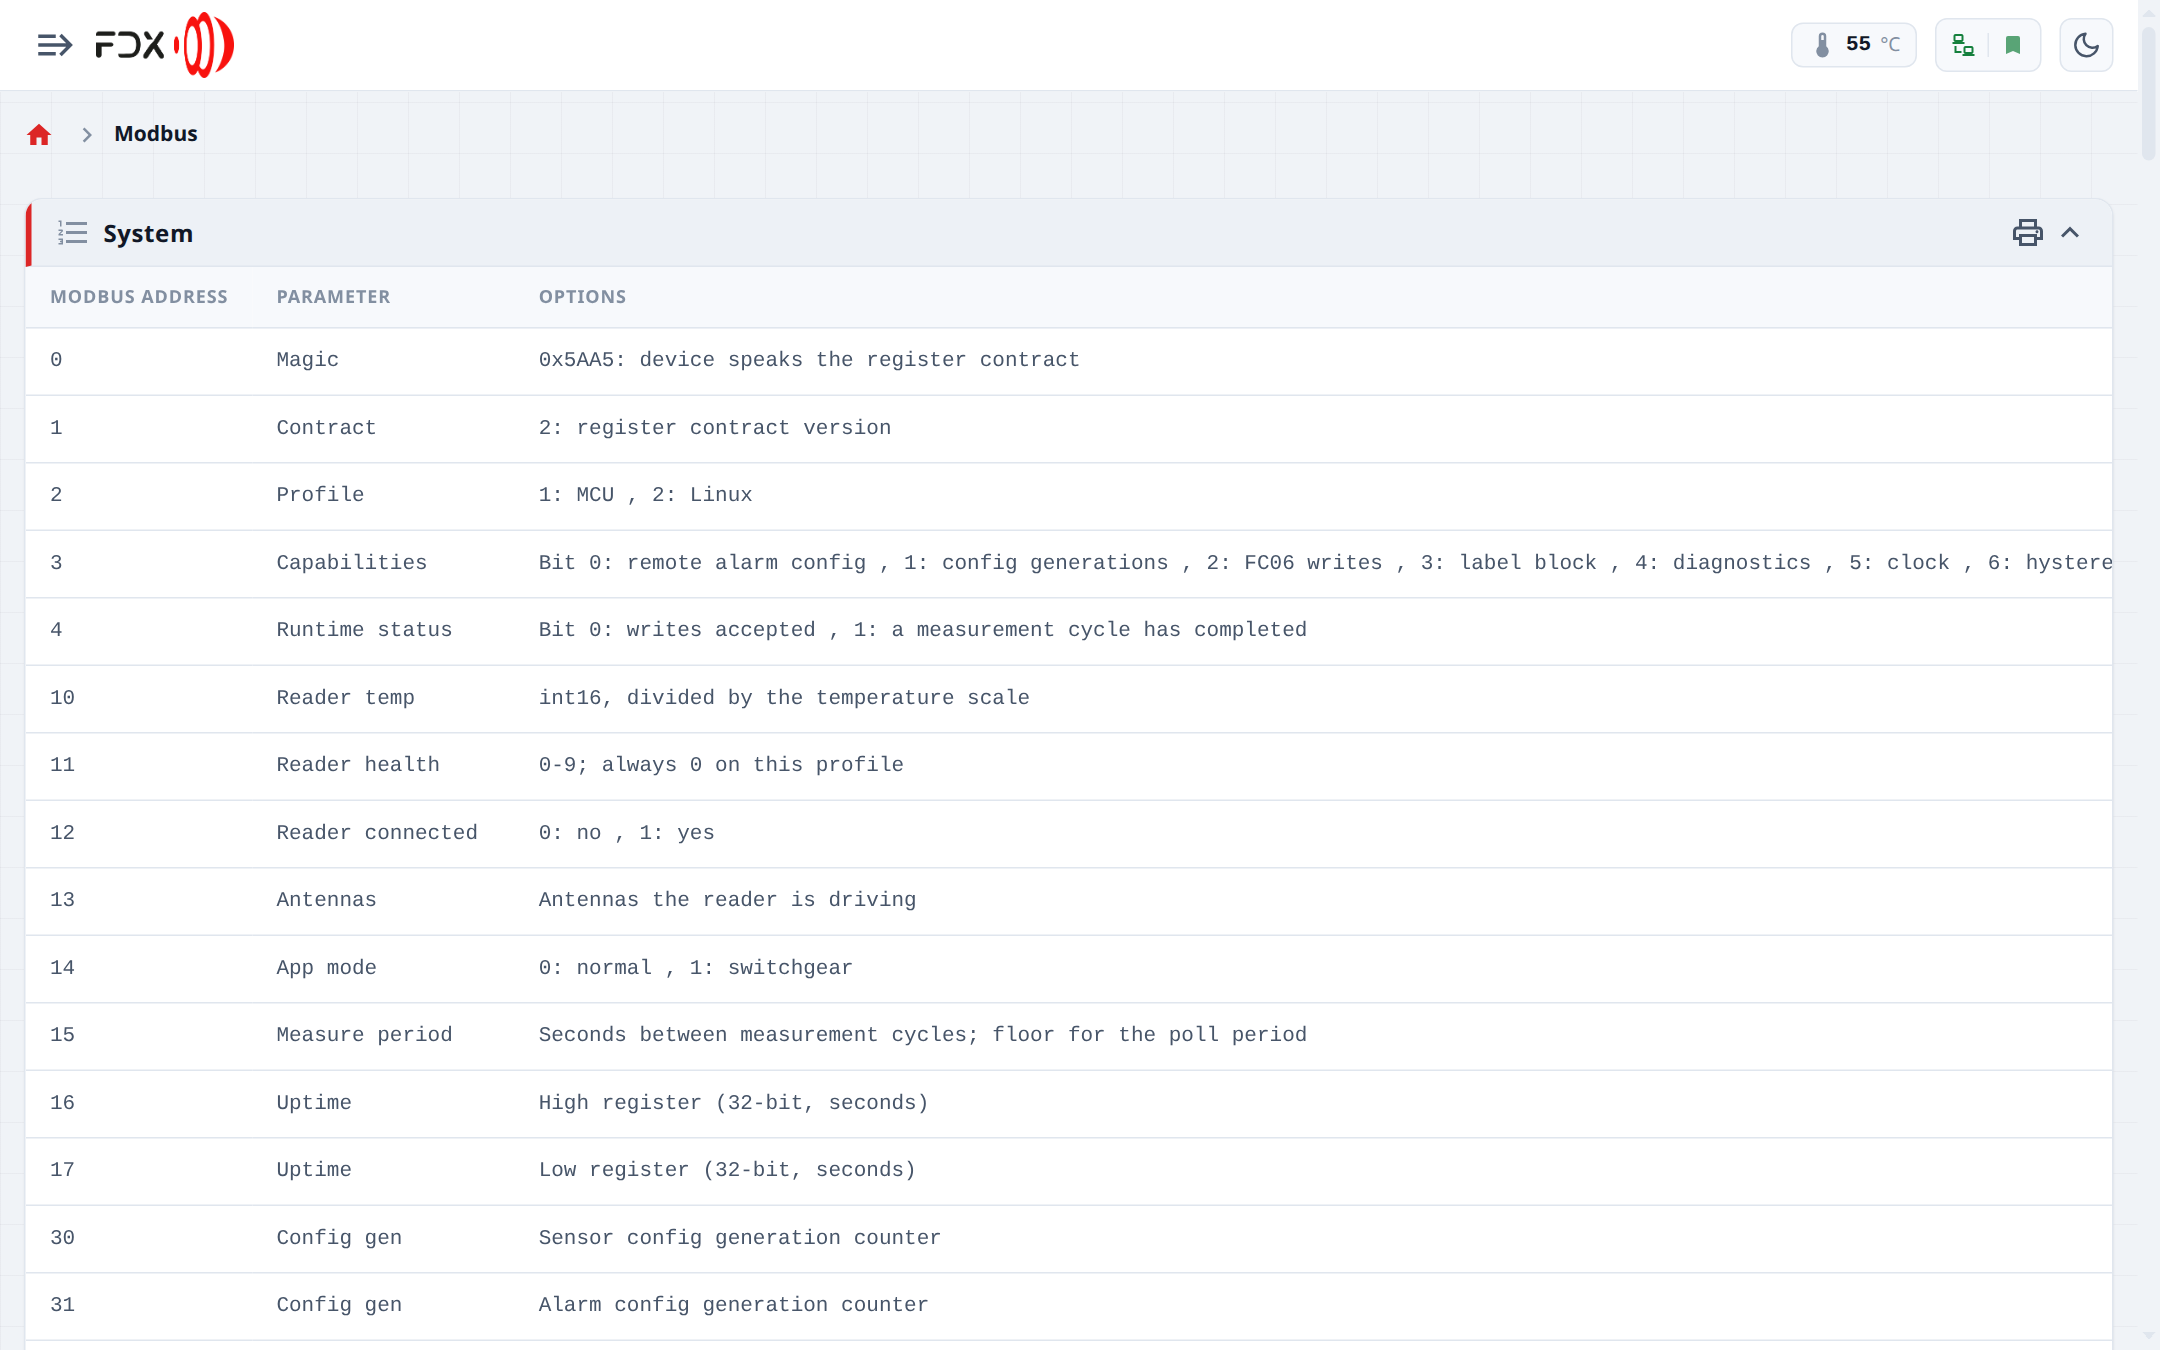 FDX
55 °C
Modbus
System
MODBUS ADDRESS PARAMETER OPTIONS
0 Magic 0x5AA5: device speaks the register contract
1 Contract 2: register contract version
2 Profile 1: MCU , 2: Linux
3 Capabilities Bit 0: remote alarm config , 1: config generations , 2: FC06 writes , 3: label block , 4: diagnostics , 5: clock , 6: hystere
4 Runtime status Bit 0: writes accepted , 1: a measurement cycle has completed
10 Reader temp int16, divided by the temperature scale
11 Reader health 0-9; always 0 on this profile
12 Reader connected 0: no , 1: yes
13 Antennas Antennas the reader is driving
14 App mode 0: normal , 1: switchgear
15 Measure period Seconds between measurement cycles; floor for the poll period
16 Uptime High register (32-bit, seconds)
17 Uptime Low register (32-bit, seconds)
30 Config gen Sensor config generation counter
31 Config gen Alarm config generation counter